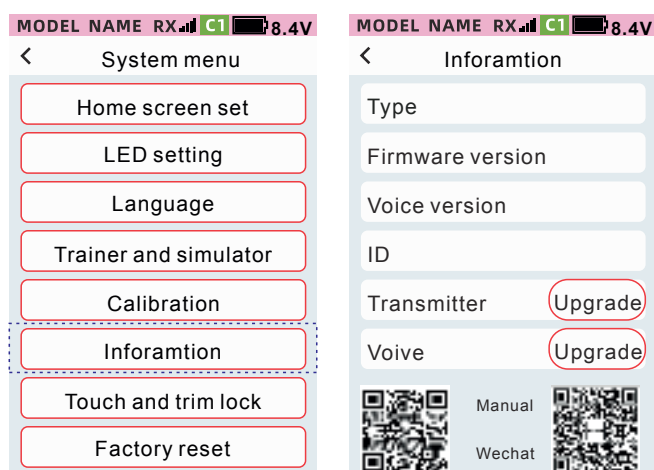 MODEL NAME RX C1 8.4V
< System menu
Home screen set
LED setting
Language
Trainer and simulator
Calibration
Inforamtion
Touch and trim lock
Factory reset
MODEL NAME RX C1 8.4V
< Inforamtion
Type
Firmware version
Voice version
ID
Transmitter Upgrade
Voive Upgrade
Manual
Wechat